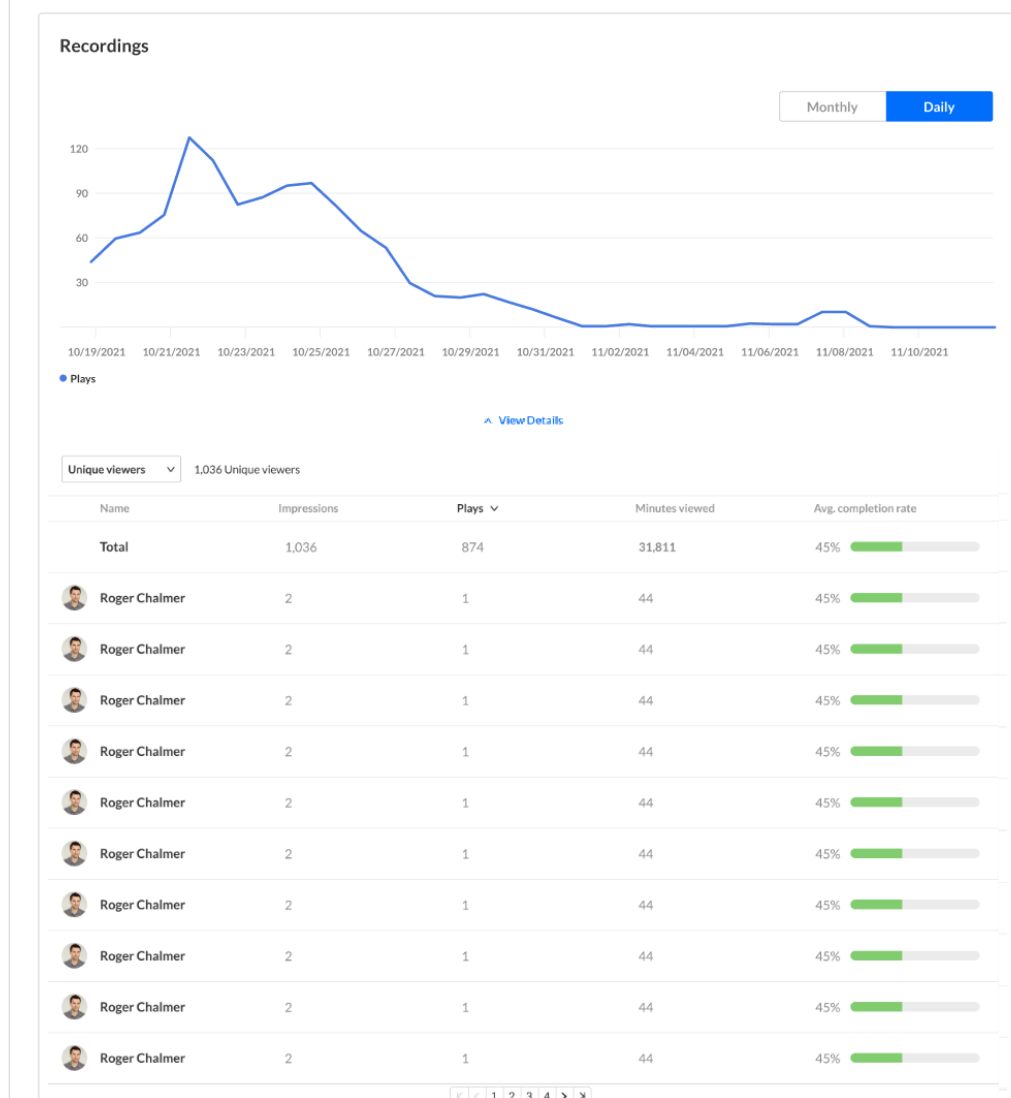 Recordings
Monthly Daily
120
90
60
30
10/19/2021 10/21/2021 10/23/2021 10/25/2021 10/27/2021 10/29/2021 10/31/2021 11/02/2021 11/04/2021 11/06/2021 11/08/2021 11/10/2021
Plays
View Details
Unique viewers 1,036 Unique viewers
Name Impressions Plays Minutes viewed Avg. completion rate
Total 1,036 874 31,811 45%
Roger Chalmer 2 1 44 45%
Roger Chalmer 2 1 44 45%
Roger Chalmer 2 1 44 45%
Roger Chalmer 2 1 44 45%
Roger Chalmer 2 1 44 45%
Roger Chalmer 2 1 44 45%
Roger Chalmer 2 1 44 45%
Roger Chalmer 2 1 44 45%
Roger Chalmer 2 1 44 45%
Roger Chalmer 2 1 44 45%
1 2 3 4